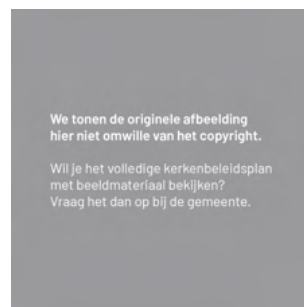 We tonen de originele afbeelding
hier niet omwille van het copyright.
Wil je het volledige kerkenbeleidsplan
met beeldmateriaal bekijken?
Vraag het dan op bij de gemeente.